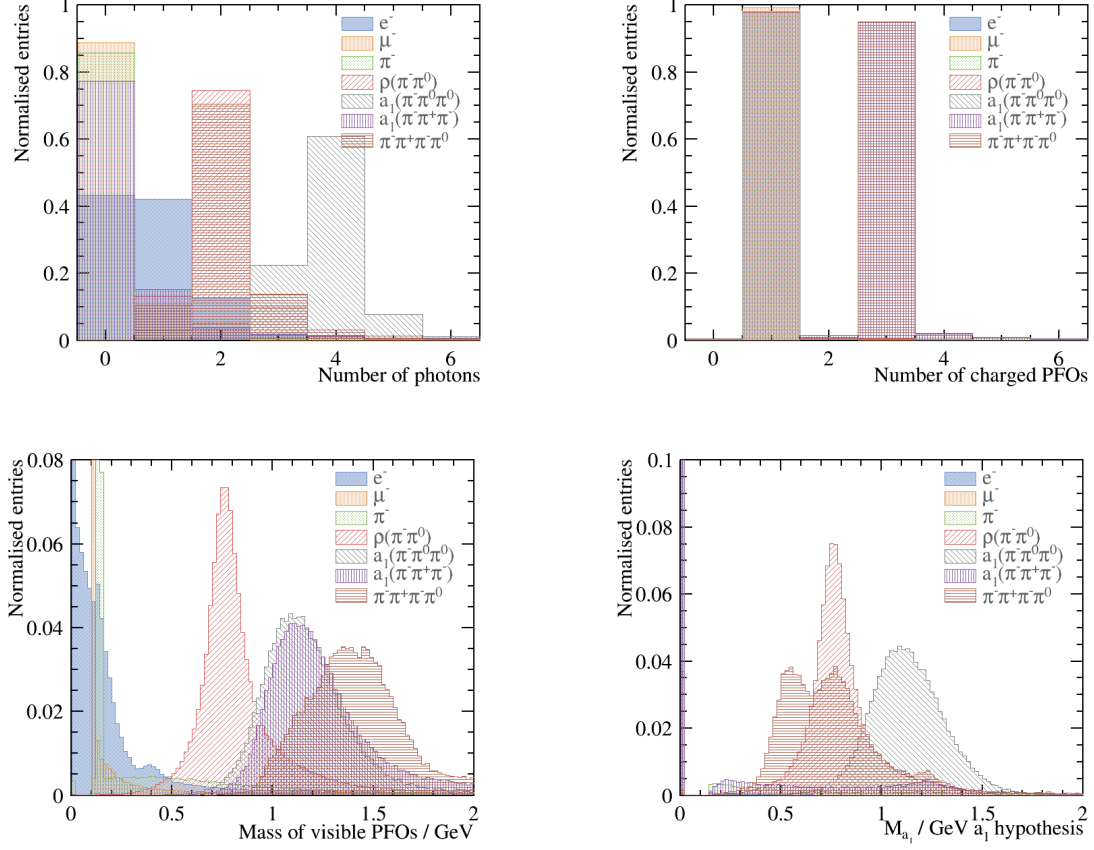 Normalised entries
1
0.8
0.6
0.4
0.2
0
0 2 4 6
Number of photons
e⁻
μ⁻
π⁻
ρ(π⁻π⁰)
a₁(π⁻π⁰π⁰)
a₁(π⁻π⁺π⁻)
π⁻π⁺π⁻π⁰
Normalised entries
1
0.8
0.6
0.4
0.2
0
0 2 4 6
Number of charged PFOs
e⁻
μ⁻
π⁻
ρ(π⁻π⁰)
a₁(π⁻π⁰π⁰)
a₁(π⁻π⁺π⁻)
π⁻π⁺π⁻π⁰
Normalised entries
0.08
0.06
0.04
0.02
0
0 0.5 1 1.5 2
Mass of visible PFOs / GeV
e⁻
μ⁻
π⁻
ρ(π⁻π⁰)
a₁(π⁻π⁰π⁰)
a₁(π⁻π⁺π⁻)
π⁻π⁺π⁻π⁰
Normalised entries
0.1
0.08
0.06
0.04
0.02
0
0 0.5 1 1.5 2
M_a₁ / GeV a₁ hypothesis
e⁻
μ⁻
π⁻
ρ(π⁻π⁰)
a₁(π⁻π⁰π⁰)
a₁(π⁻π⁺π⁻)
π⁻π⁺π⁻π⁰